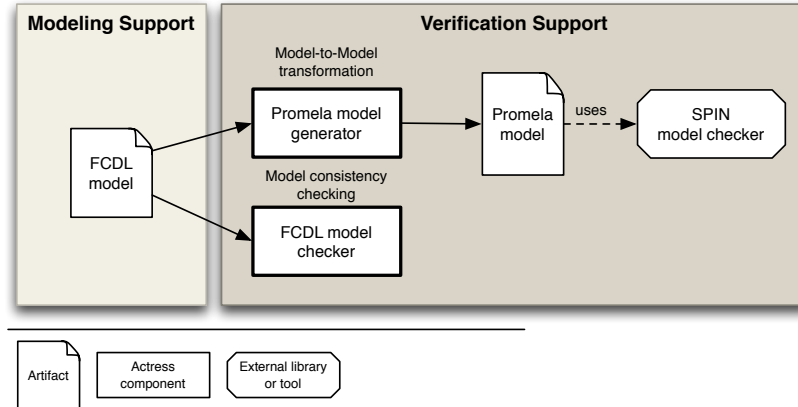 Modeling Support
Verification Support
Model-to-Model
transformation
Promela model
generator
Promela
model
uses
SPIN
model checker
FCDL
model
Model consistency
checking
FCDL model
checker
Artifact
Actress
component
External library
or tool